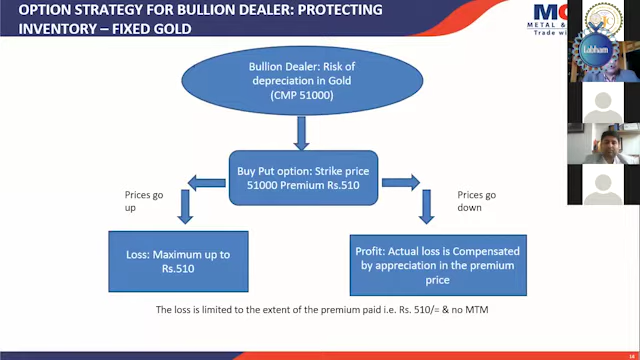 OPTION STRATEGY FOR BULLION DEALER: PROTECTING
INVENTORY – FIXED GOLD
METAL &
Trade wi
Labham
Bullion Dealer: Risk of
depreciation in Gold
(CMP 51000)
Buy Put option: Strike price
51000 Premium Rs.510
Prices go
up
Prices go
down
Loss: Maximum up to
Rs.510
Profit: Actual loss is Compensated
by appreciation in the premium
price
The loss is limited to the extent of the premium paid i.e. Rs. 510/= & no MTM
18